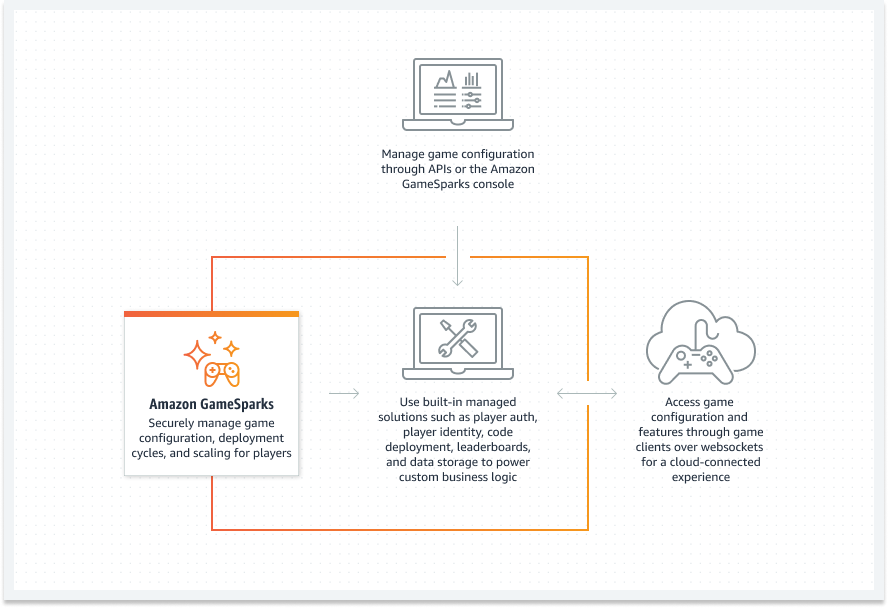 Manage game configuration
through APIs or the Amazon
GameSparks console
Amazon GameSparks
Securely manage game
configuration, deployment
cycles, and scaling for players
Use built-in managed
solutions such as player auth,
player identity, code
deployment, leaderboards,
and data storage to power
custom business logic
Access game
configuration and
features through game
clients over websockets
for a cloud-connected
experience